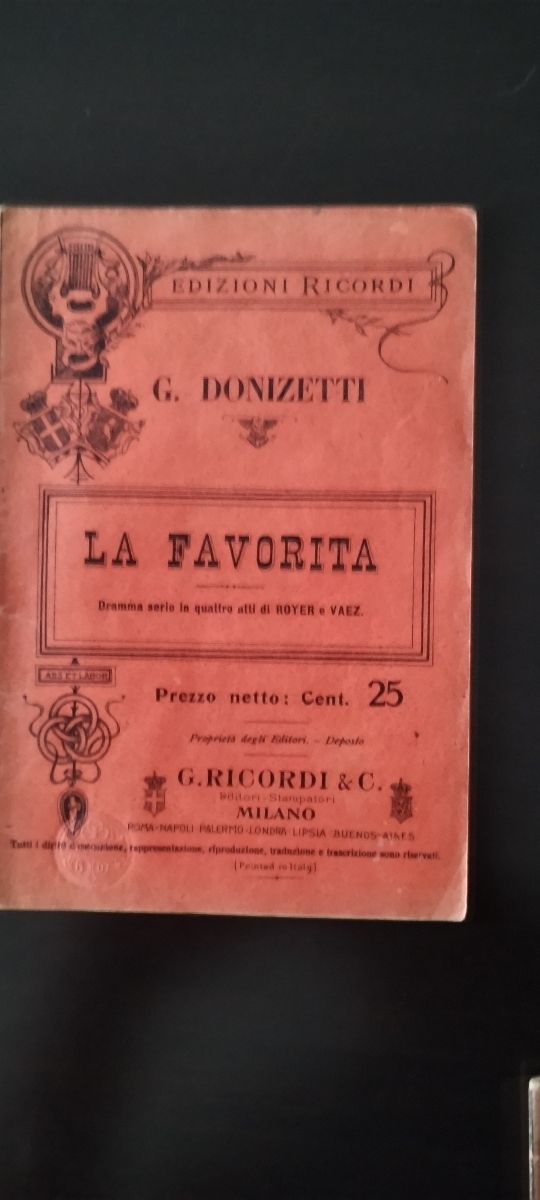 EDIZIONI RICORDI
G. DONIZETTI
LA FAVORITA
Dramma serio in quattro atti di ROYER e VAEZ.
ARS ET LABOR
Prezzo netto: Cent. 25
Proprietà degli Editori. - Deposto
G. RICORDI & C.
Editori-Stampatori
MILANO
ROMA-NAPOLI PALERMO-LONDRA LIPSIA BUENOS-AIRES
Tutti i diritti d'esecuzione, rappresentazione, riproduzione, traduzione e trascrizione sono riservati.
(Printed in Italy)